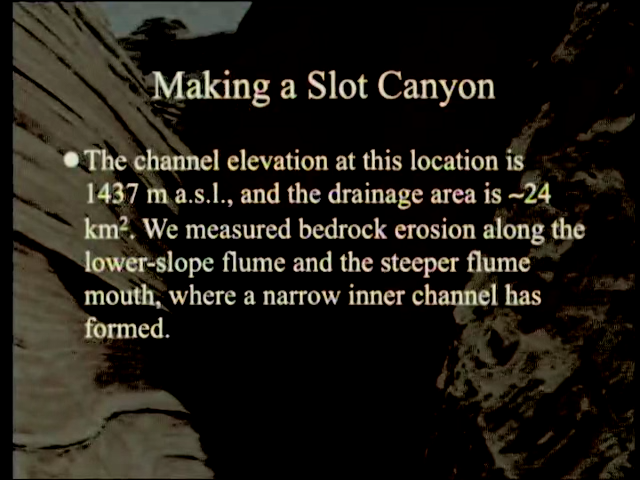 Making a Slot Canyon
● The channel elevation at this location is
1437 m a.s.l., and the drainage area is ~24
km². We measured bedrock erosion along the
lower-slope flume and the steeper flume
mouth, where a narrow inner channel has
formed.